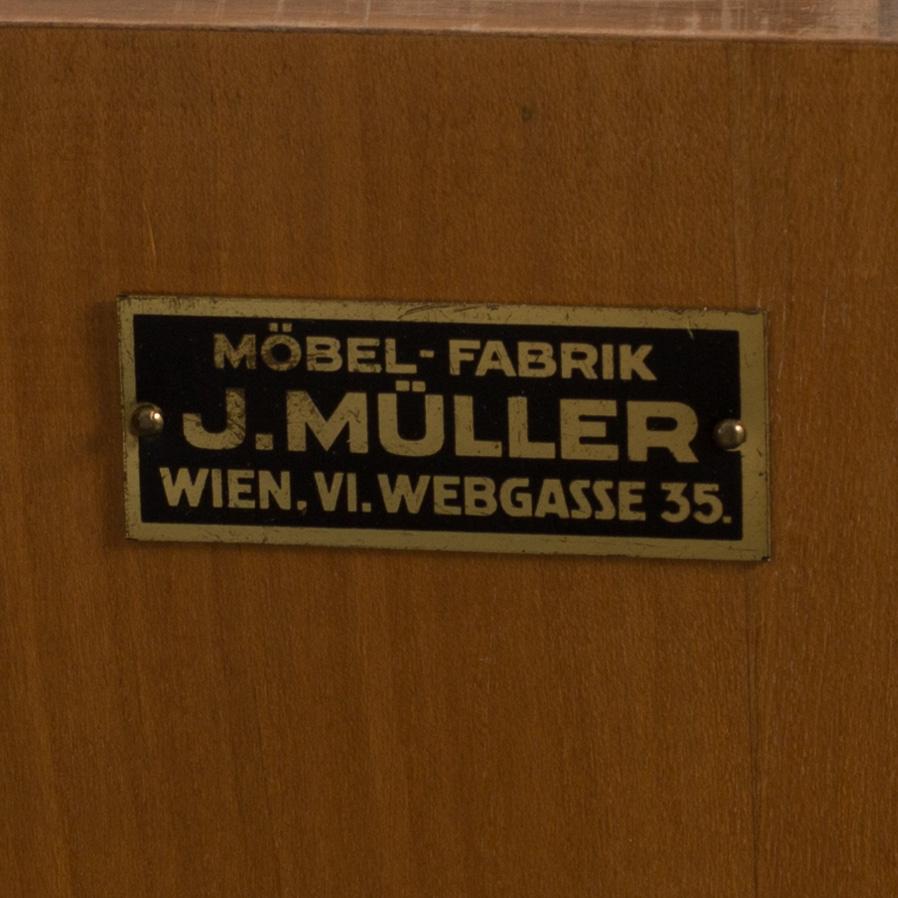 MÖBEL-FABRIK
J. MÜLLER
WIEN, VI. WEBGASSE 35.